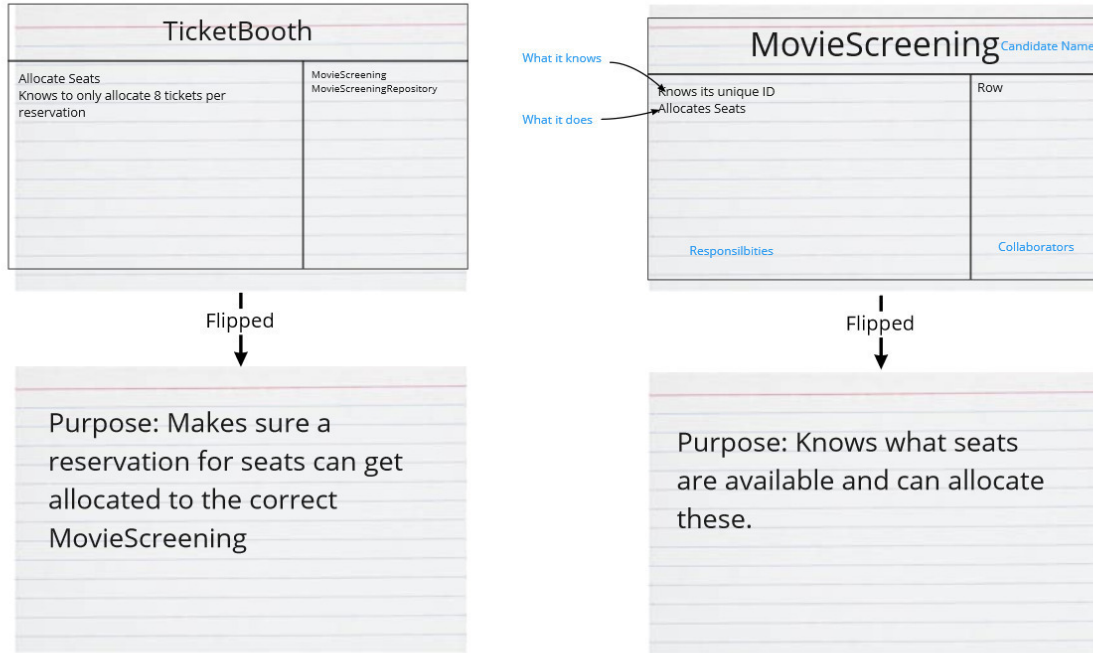 TicketBooth
Allocate Seats
Knows to only allocate 8 tickets per
reservation
MovieScreening
MovieScreeningRepository
Flipped
Purpose: Makes sure a
reservation for seats can get
allocated to the correct
MovieScreening
MovieScreening
Candidate Name
What it knows
What it does
Knows its unique ID
Allocates Seats
Row
Responsilbities
Collaborators
Flipped
Purpose: Knows what seats
are available and can allocate
these.